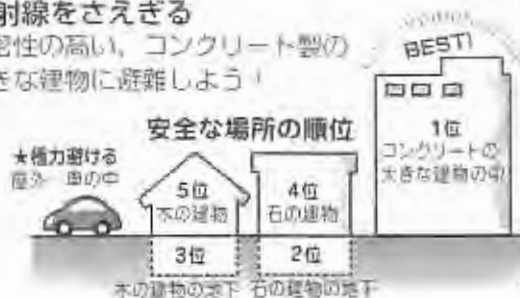 射線をさえぎる
密性の高い、コンクリート製の
きな建物に避難しよう!
BEST!
安全な場所の順位
★極力避ける
屋外 車の中
5位
木の建物
4位
石の建物
1位
コンクリートの
大きな建物の中
3位
2位
木の建物の地下 石の建物の地下